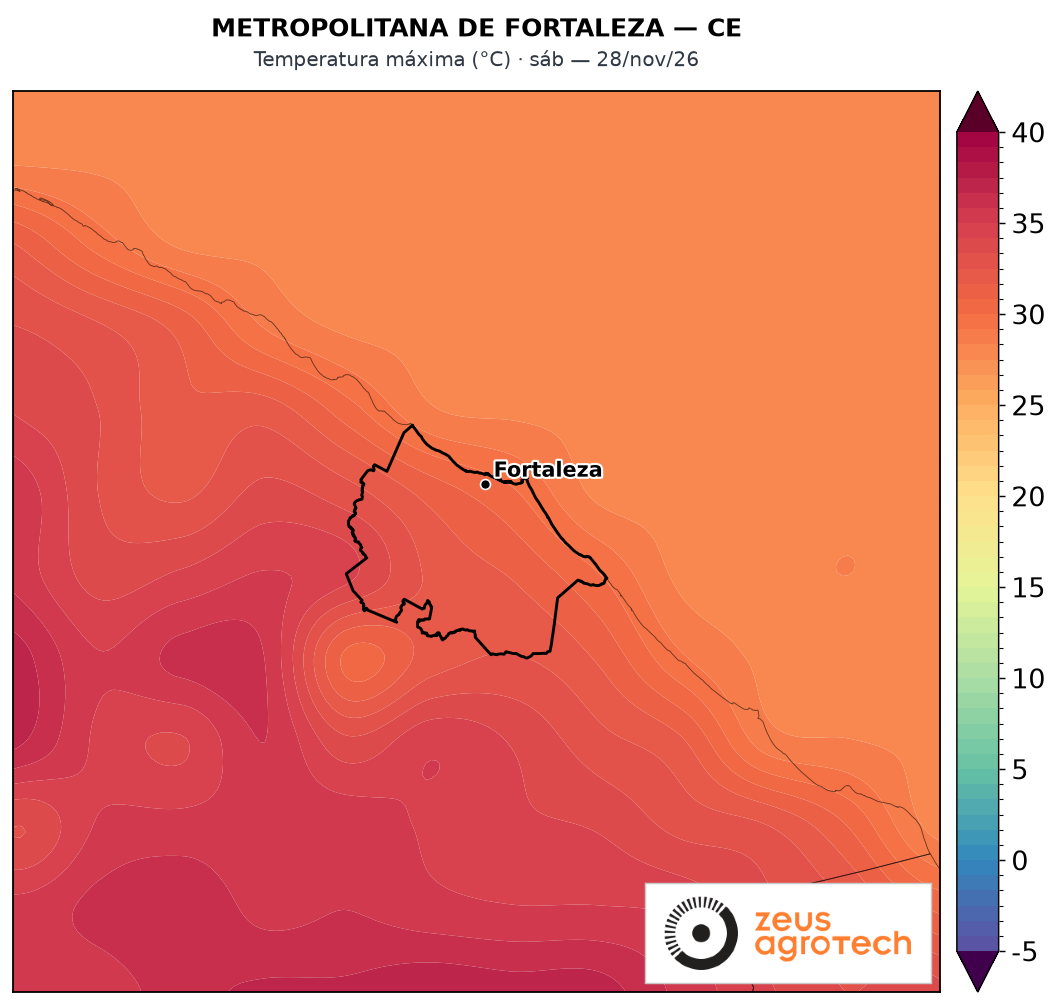 METROPOLITANA DE FORTALEZA — CE
Temperatura máxima (°C) · sáb — 28/nov/26
Fortaleza
40
35
30
25
20
15
10
5
0
-5
zeus
agrotech